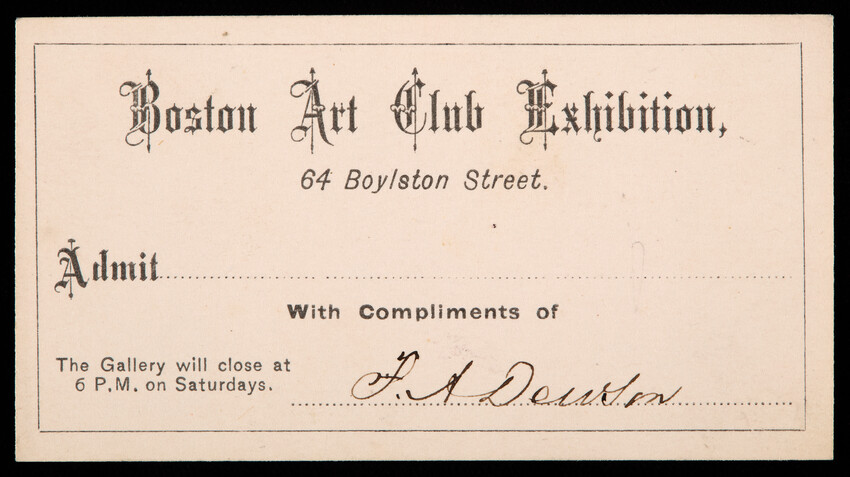 Boston Art Club Exhibition,
64 Boylston Street.
Admit
With Compliments of
The Gallery will close at
6 P.M. on Saturdays.
F. A Dewson